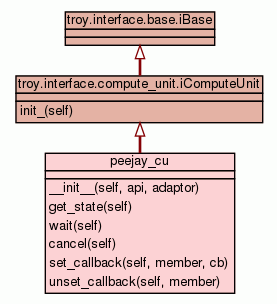 troy.interface.base.iBase
troy.interface.compute_unit.iComputeUnit
init_(self)
peejay_cu
__init__(self, api, adaptor)
get_state(self)
wait(self)
cancel(self)
set_callback(self, member, cb)
unset_callback(self, member)